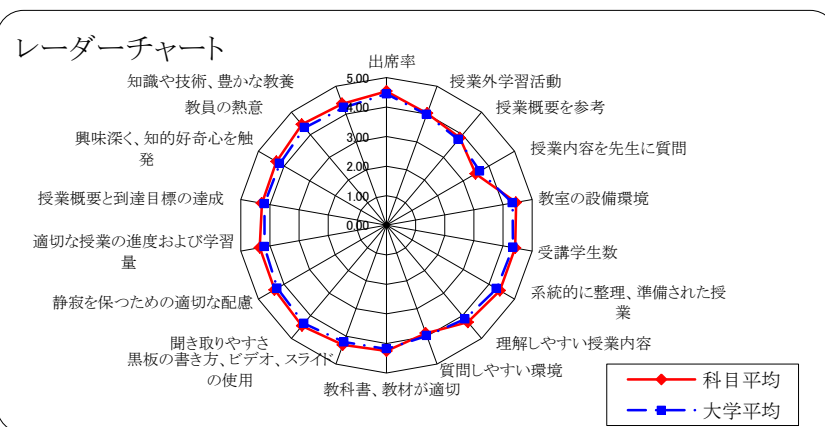 レーダーチャート
出席率
授業外学習活動
授業概要を参考
授業内容を先生に質問
教室の設備環境
受講学生数
系統的に整理、準備された授
業
理解しやすい授業内容
質問しやすい環境
教科書、教材が適切
黒板の書き方、ビデオ、スライド
の使用
聞き取りやすさ
静寂を保つための適切な配慮
適切な授業の進度および学習
量
授業概要と到達目標の達成
興味深く、知的好奇心を触
発
教員の熱意
知識や技術、豊かな教養
5.00
4.00
3.00
2.00
1.00
0.00
科目平均
大学平均